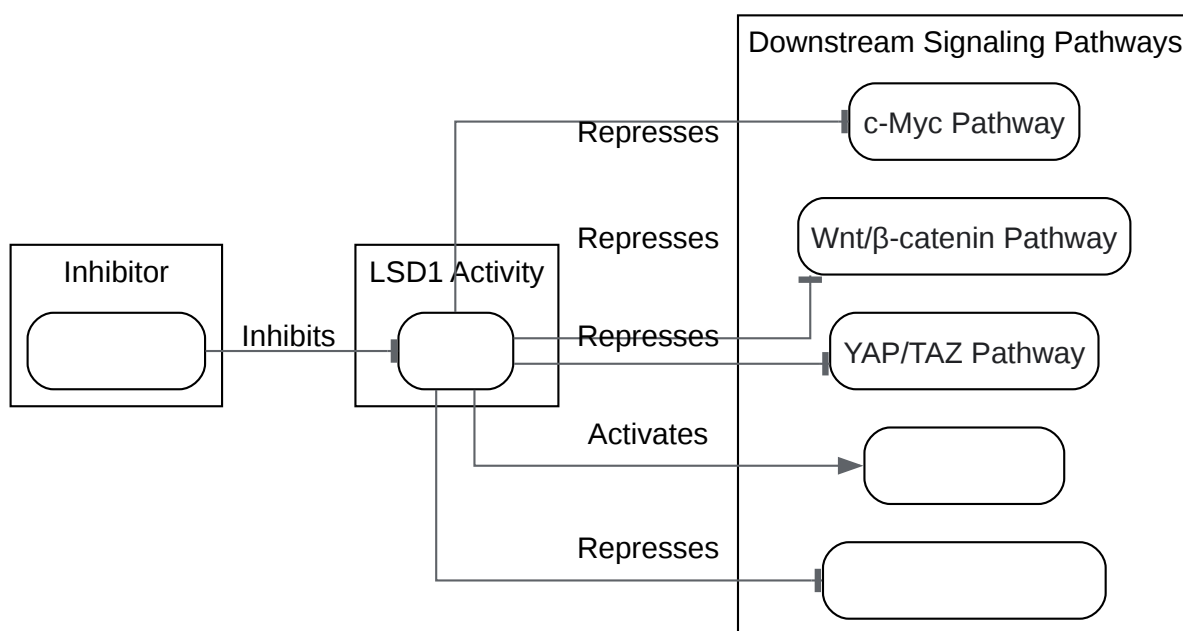 Downstream Signaling Pathways
c-Myc Pathway
Represses
Wnt/β-catenin Pathway
Represses
Inhibitor
LSD1 Activity
Inhibits
Represses
YAP/TAZ Pathway
Activates
Represses